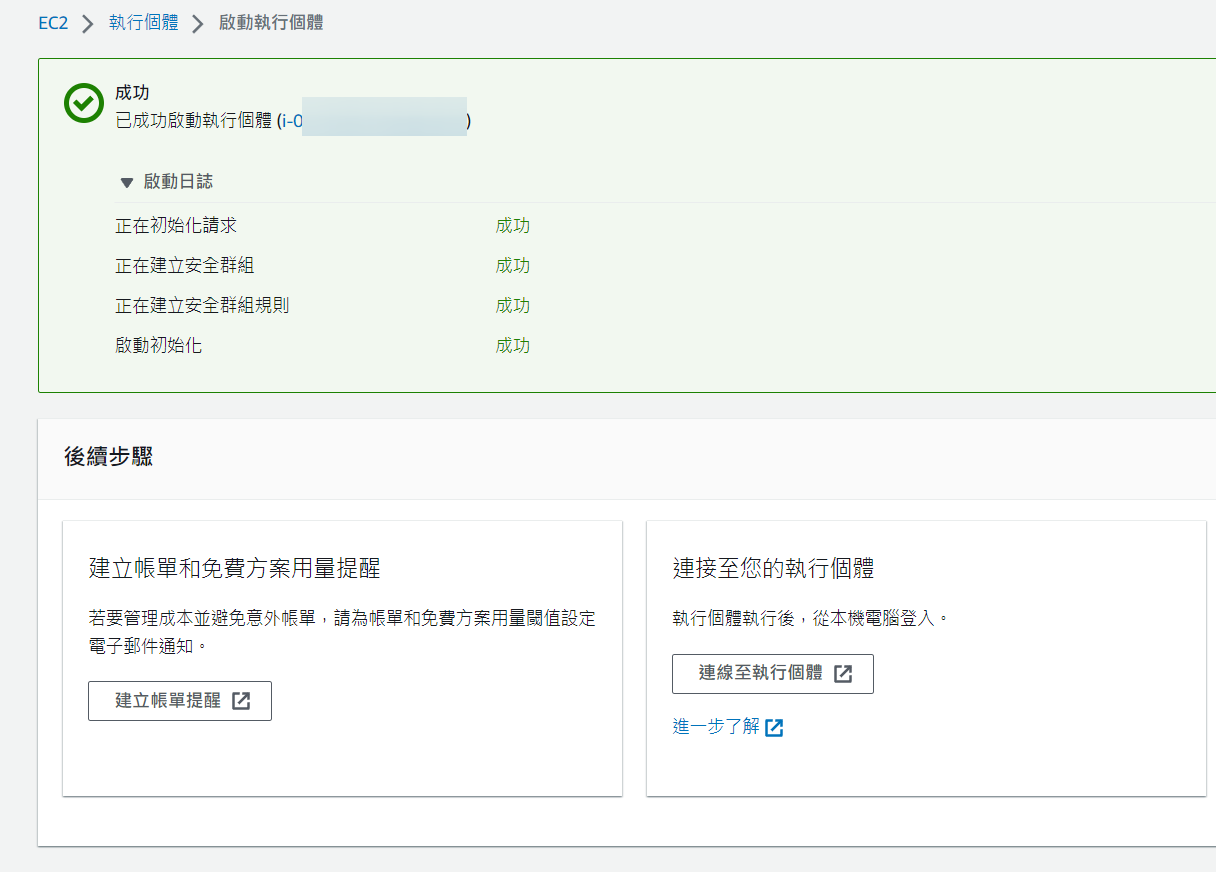 EC2 > 執行個體 > 啟動執行個體
成功
已成功啟動執行個體 (i-0 )
▼ 啟動日誌
正在初始化請求 成功
正在建立安全群組 成功
正在建立安全群組規則 成功
啟動初始化 成功
後續步驟
建立帳單和免費方案用量提醒
若要管理成本並避免意外帳單，請為帳單和免費方案用量閾值設定
電子郵件通知。
建立帳單提醒
連接至您的執行個體
執行個體執行後，從本機電腦登入。
連線至執行個體
進一步了解